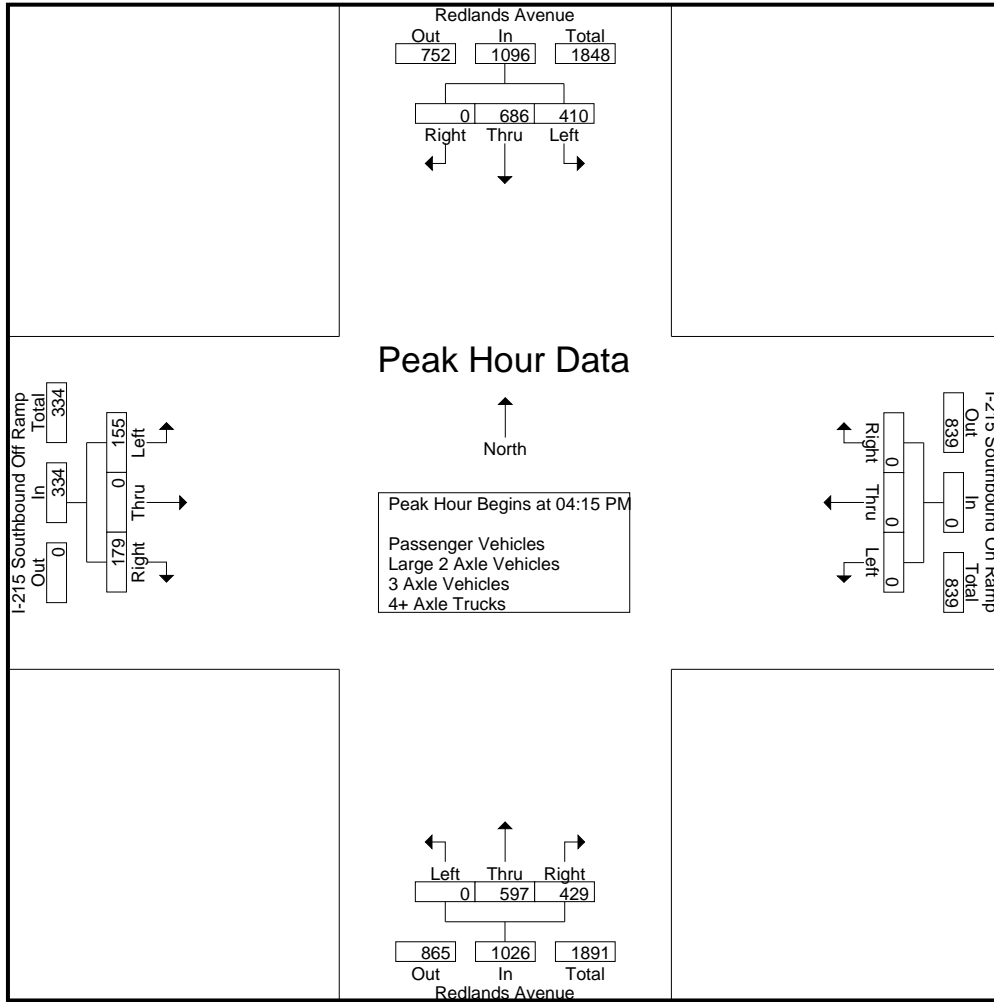 Redlands Avenue
Out In Total
752 1096 1848
0 686 410
Right Thru Left
Peak Hour Data
North
Peak Hour Begins at 04:15 PM
Passenger Vehicles
Large 2 Axle Vehicles
3 Axle Vehicles
4+ Axle Trucks
I-215 Southbound Off Ramp
Out In Total
0 334 334
Left Thru Right
155 0 179
I-215 Southbound On Ramp
Out In Total
839 0 839
Right Thru Left
0 0 0
Left Thru Right
0 597 429
865 1026 1891
Out In Total
Redlands Avenue